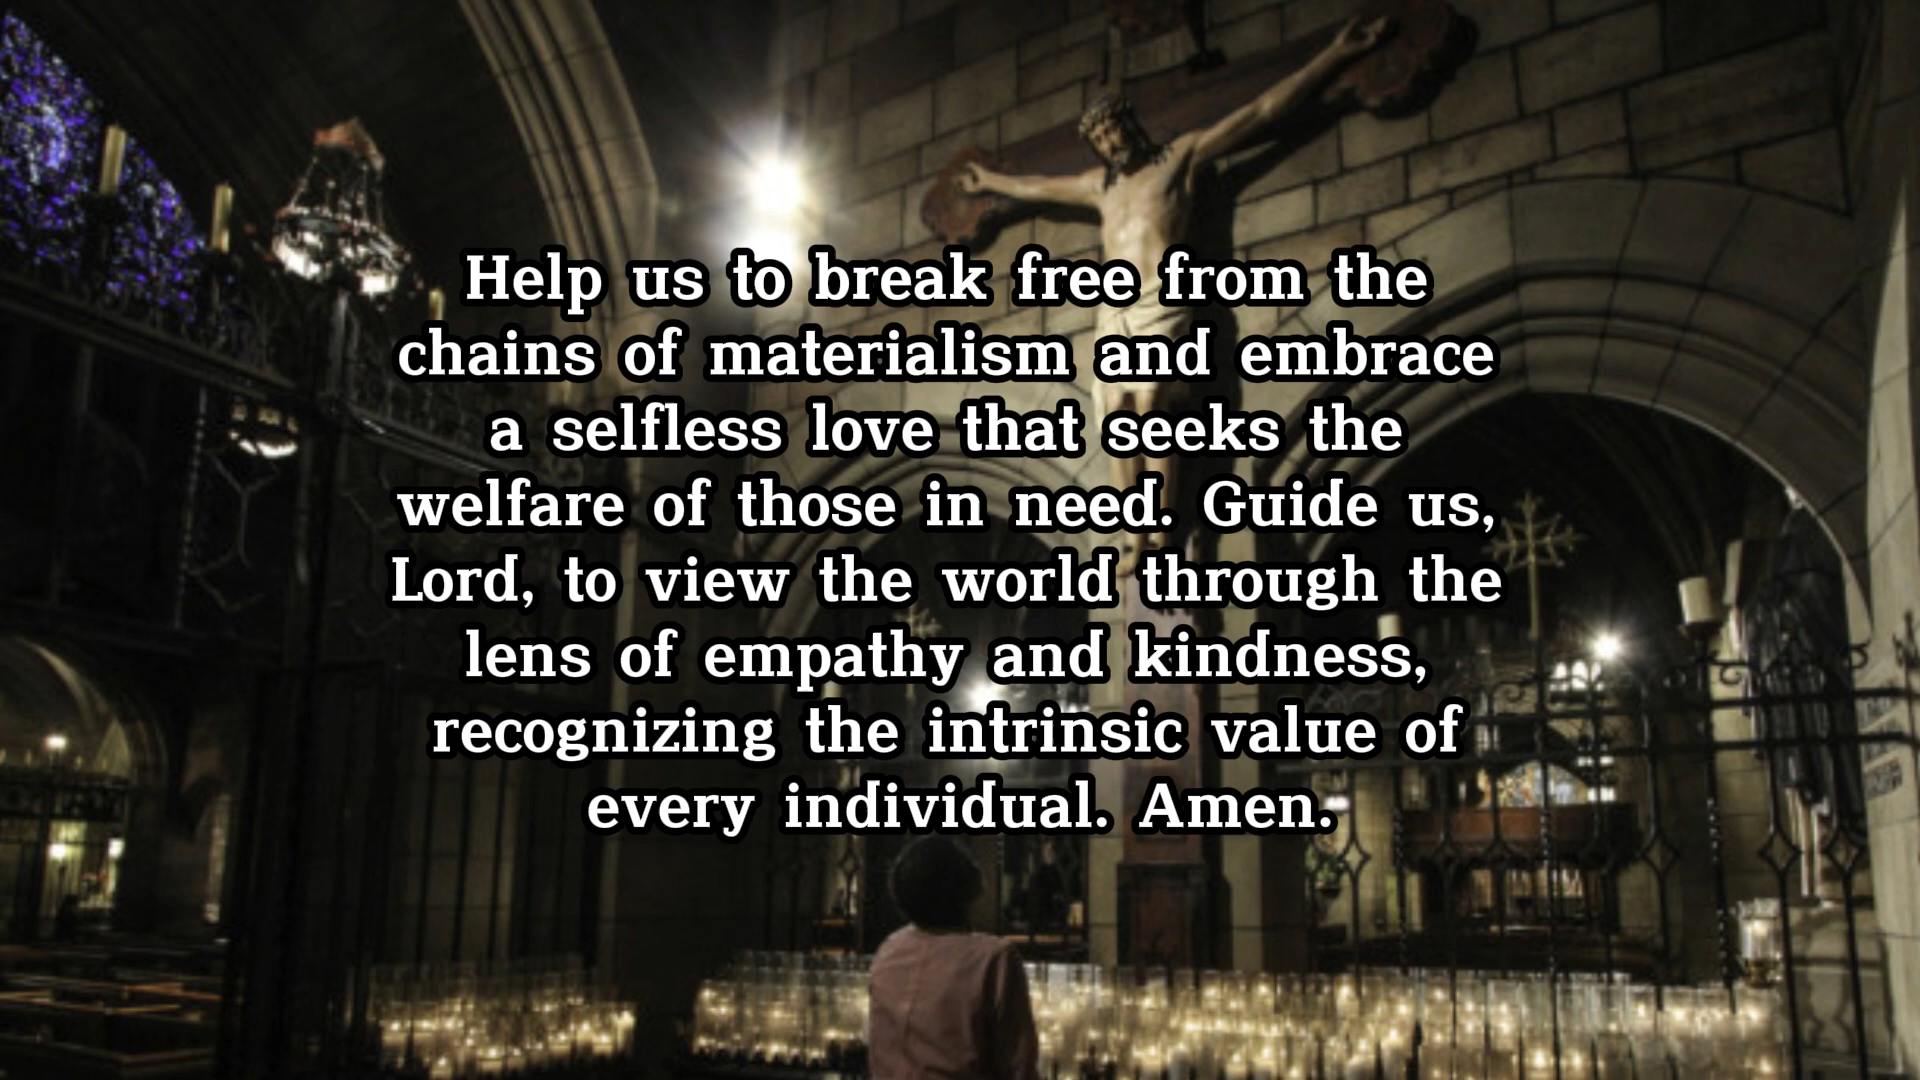 Help us to break free from the
chains of materialism and embrace
a selfless love that seeks the
welfare of those in need. Guide us,
Lord, to view the world through the
lens of empathy and kindness,
recognizing the intrinsic value of
every individual. Amen.